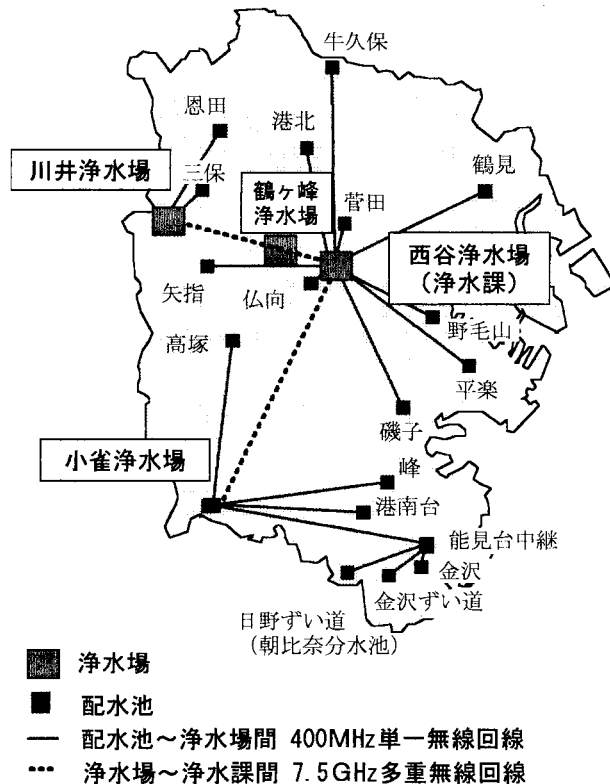 牛久保
恩田
港北
川井浄水場
三保
鶴見
鶴ヶ峰
浄水場
菅田
西谷浄水場
(浄水課)
矢指
仏向
野毛山
高塚
平楽
磯子
小雀浄水場
峰
港南台
能見台中継
金沢
金沢ずい道
日野ずい道
(朝比奈分水池)
浄水場
配水池
配水池~浄水場間 400MHz単一無線回線
浄水場~浄水課間 7.5GHz多重無線回線